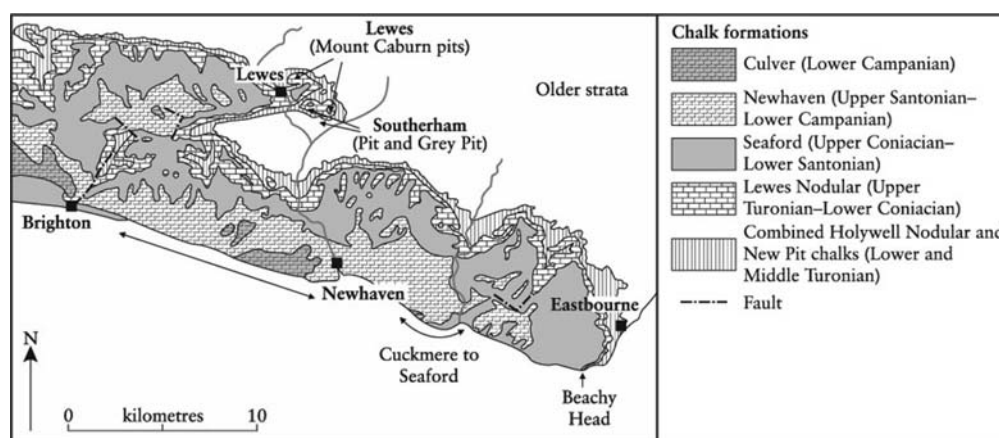 Lewes
(Mount Caburn pits)
Lewes
Older strata
Southerham
(Pit and Grey Pit)
Brighton
Newhaven
Eastbourne
Cuckmere to
Seaford
Beachy
Head
N
0 kilometres 10
Chalk formations
Culver (Lower Campanian)
Newhaven (Upper Santonian–
Lower Campanian)
Seaford (Upper Coniacian–
Lower Santonian)
Lewes Nodular (Upper
Turonian–Lower Coniacian)
Combined Holywell Nodular and
New Pit chalks (Lower and
Middle Turonian)
Fault